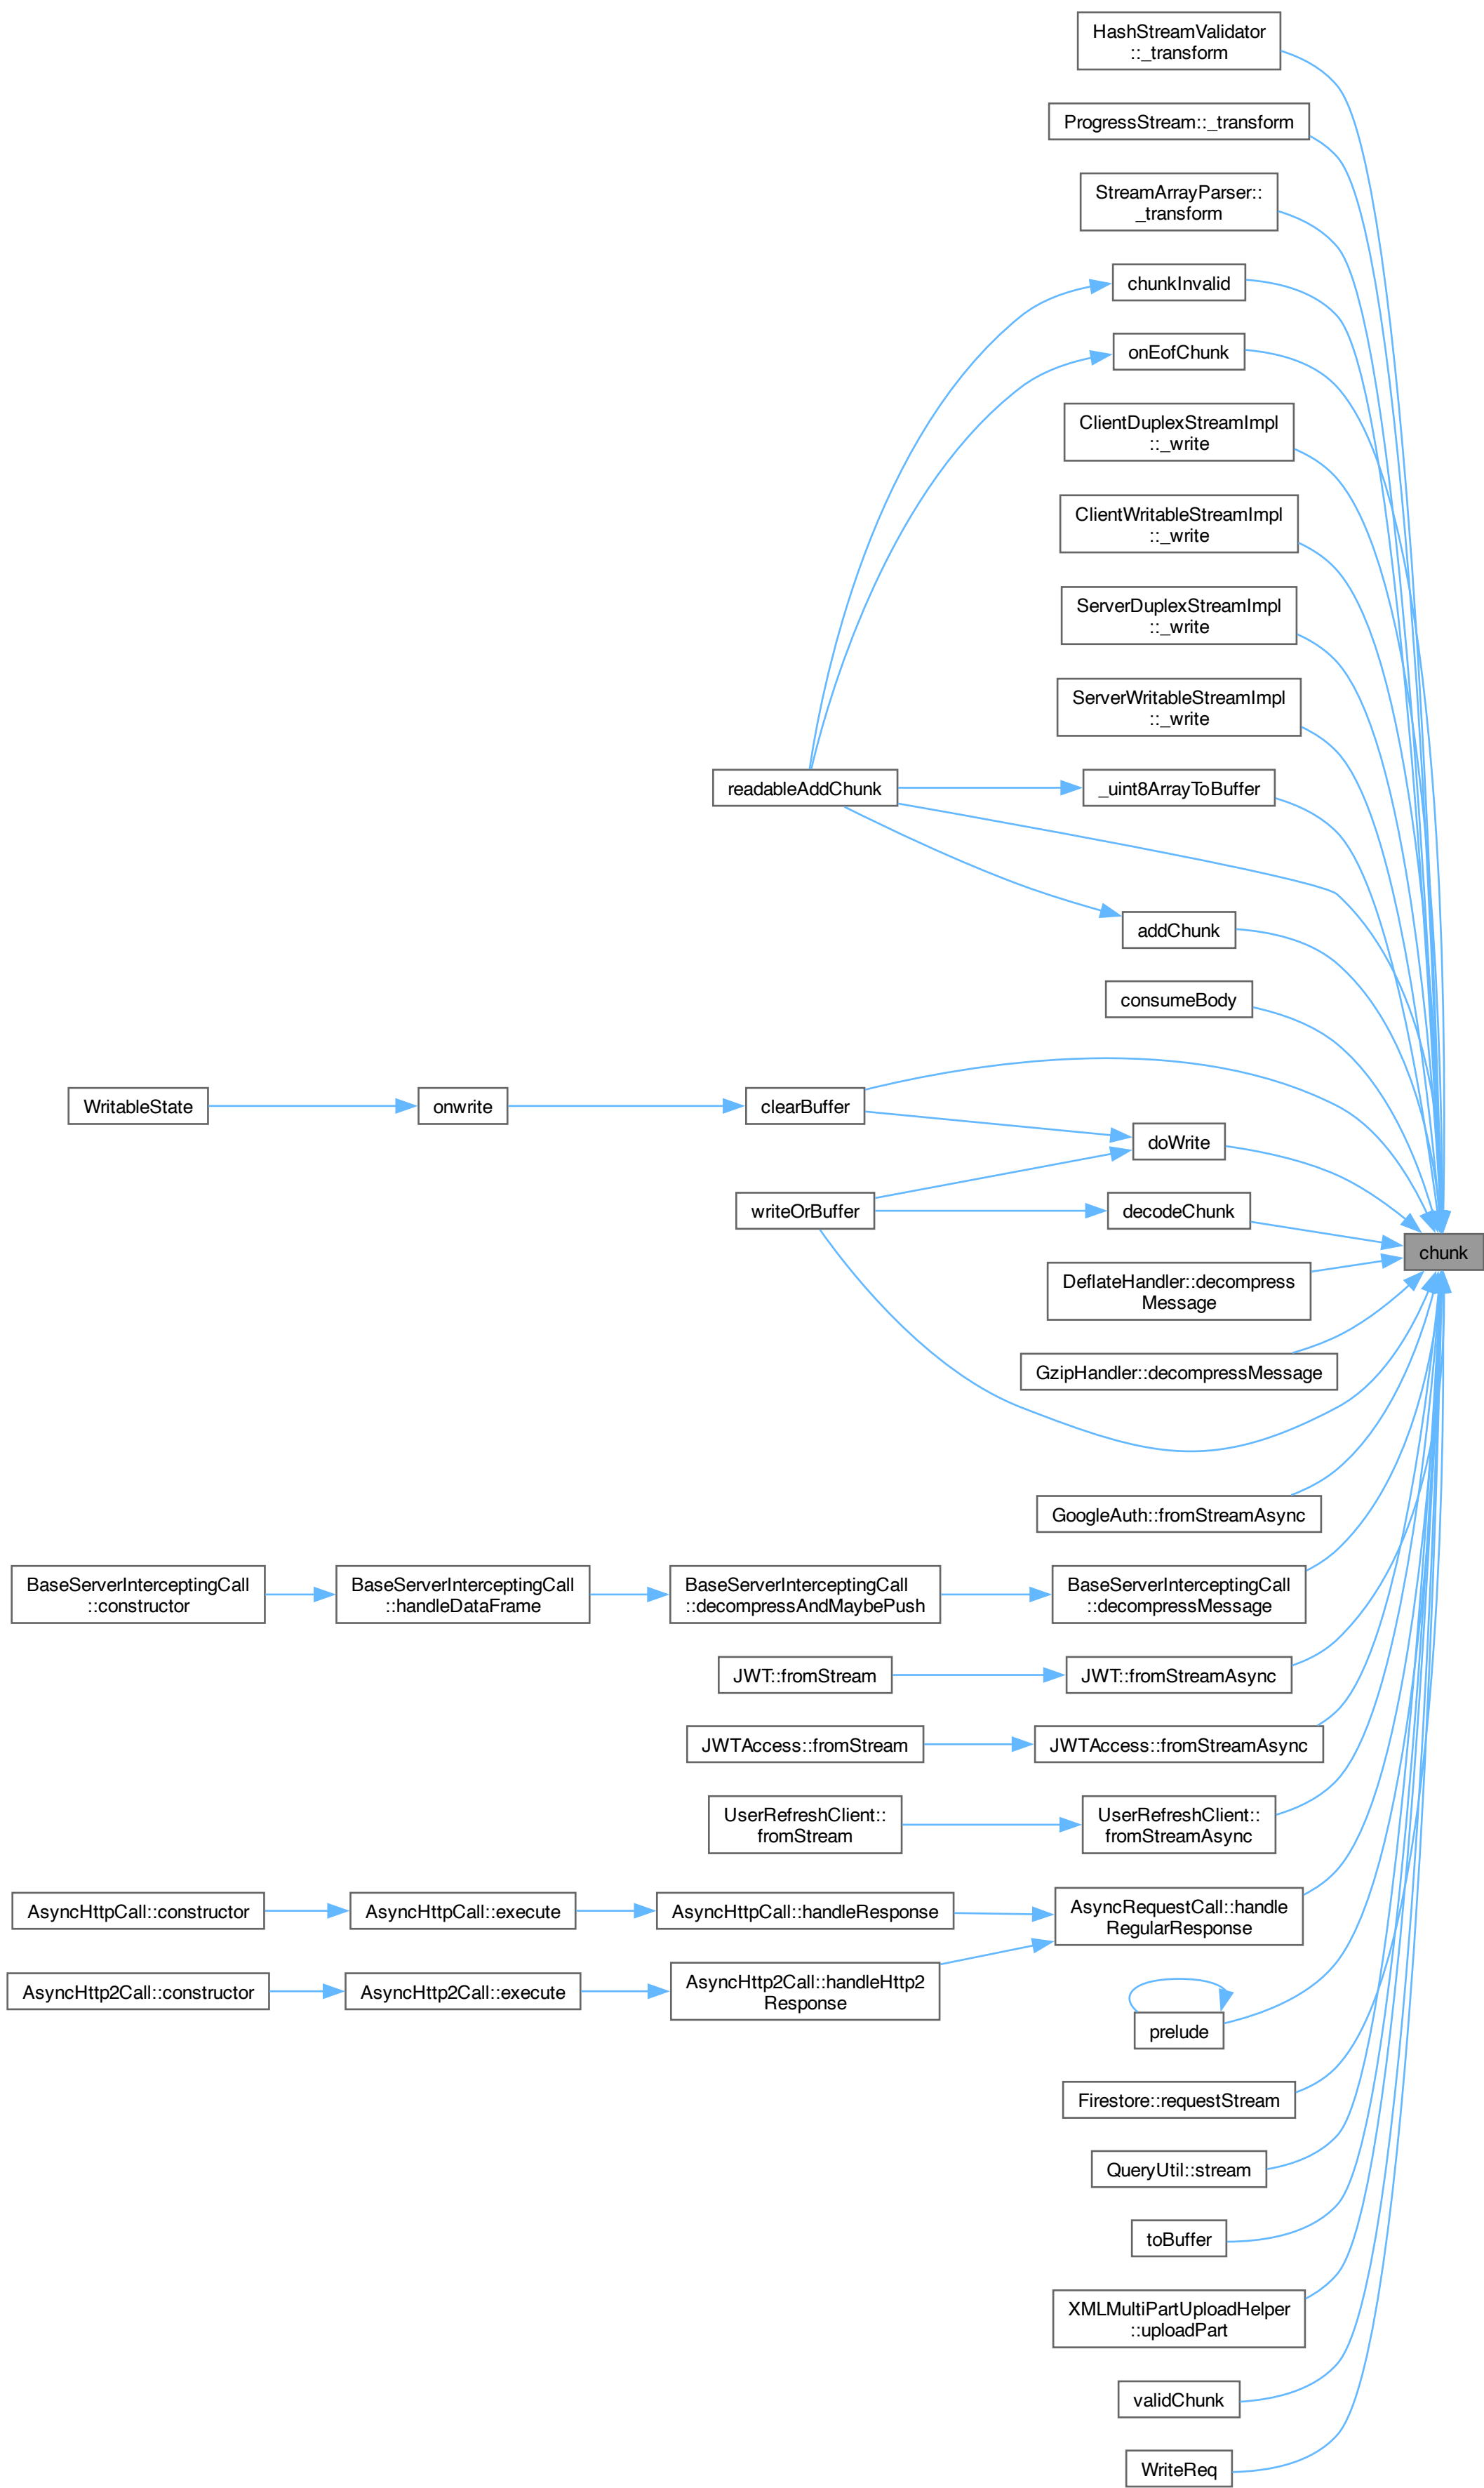 HashStreamValidator
::_transform
ProgressStream::_transform
StreamArrayParser::
_transform
chunkInvalid
onEofChunk
ClientDuplexStreamImpl
::_write
ClientWritableStreamImpl
::_write
ServerDuplexStreamImpl
::_write
ServerWritableStreamImpl
::_write
readableAddChunk
_uint8ArrayToBuffer
addChunk
consumeBody
WritableState
onwrite
clearBuffer
doWrite
writeOrBuffer
decodeChunk
chunk
DeflateHandler::decompress
Message
GzipHandler::decompressMessage
GoogleAuth::fromStreamAsync
BaseServerInterceptingCall
::constructor
BaseServerInterceptingCall
::handleDataFrame
BaseServerInterceptingCall
::decompressAndMaybePush
BaseServerInterceptingCall
::decompressMessage
JWT::fromStream
JWT::fromStreamAsync
JWTAccess::fromStream
JWTAccess::fromStreamAsync
UserRefreshClient::
fromStream
UserRefreshClient::
fromStreamAsync
AsyncHttpCall::constructor
AsyncHttpCall::execute
AsyncHttpCall::handleResponse
AsyncRequestCall::handle
RegularResponse
AsyncHttp2Call::constructor
AsyncHttp2Call::execute
AsyncHttp2Call::handleHttp2
Response
prelude
Firestore::requestStream
QueryUtil::stream
toBuffer
XMLMultiPartUploadHelper
::uploadPart
validChunk
WriteReq